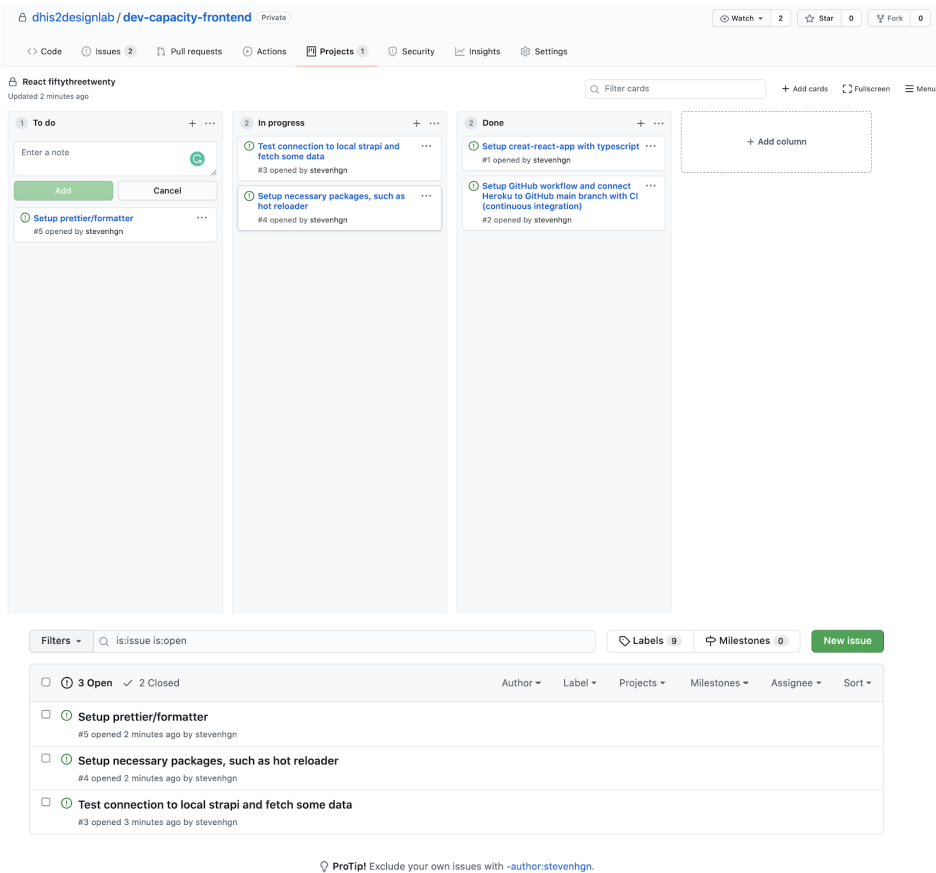 dhis2designlab / dev-capacity-frontend Private
Watch 2 Star 0 Fork 0
Code Issues 2 Pull requests Actions Projects 1 Security Insights Settings
React fiftythreetwenty
Updated 2 minutes ago
Filter cards
+ Add cards Fullscreen Menu
1 To do + ...
Enter a note
Add Cancel
Setup prettier/formatter ...
#5 opened by stevenhgn
2 In progress + ...
Test connection to local strapi and ...
fetch some data
#3 opened by stevenhgn
Setup necessary packages, such as ...
hot reloader
#4 opened by stevenhgn
2 Done + ...
Setup creat-react-app with typescript ...
#1 opened by stevenhgn
Setup GitHub workflow and connect ...
Heroku to GitHub main branch with CI
(continuous integration)
#2 opened by stevenhgn
+ Add column
Filters is:issue is:open Labels 9 Milestones 0 New issue
3 Open 2 Closed Author Label Projects Milestones Assignee Sort
Setup prettier/formatter
#5 opened 2 minutes ago by stevenhgn
Setup necessary packages, such as hot reloader
#4 opened 2 minutes ago by stevenhgn
Test connection to local strapi and fetch some data
#3 opened 3 minutes ago by stevenhgn
ProTip! Exclude your own issues with -author:stevenhgn.